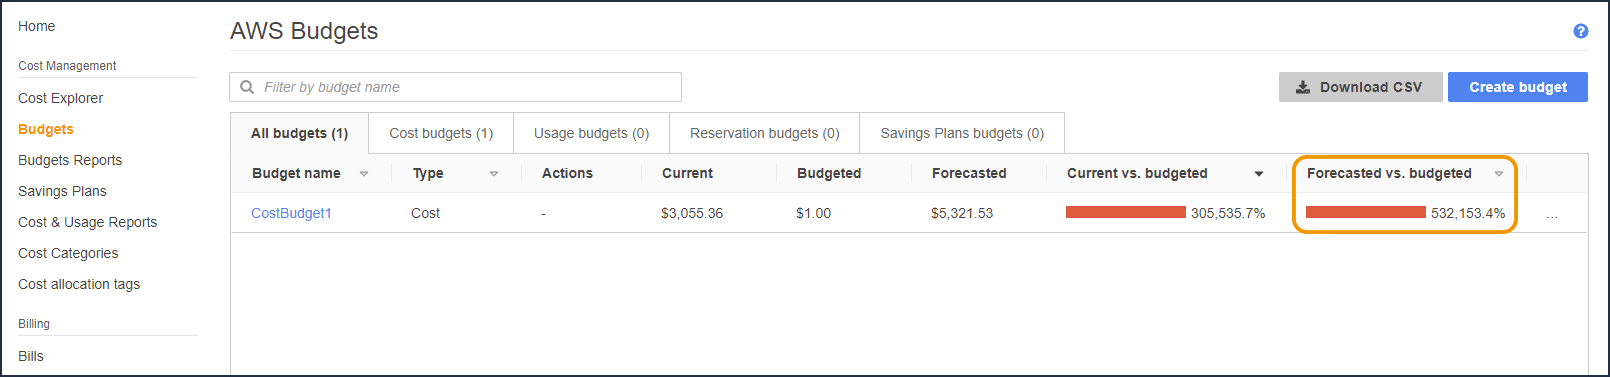 Home
Cost Management
Cost Explorer
Budgets
Budgets Reports
Savings Plans
Cost & Usage Reports
Cost Categories
Cost allocation tags
Billing
Bills
AWS Budgets
?
Filter by budget name
Download CSV
Create budget
All budgets (1) Cost budgets (1) Usage budgets (0) Reservation budgets (0) Savings Plans budgets (0)
Budget name Type Actions Current Budgeted Forecasted Current vs. budgeted Forecasted vs. budgeted
CostBudget1 Cost - $3,055.36 $1.00 $5,321.53 305,535.7% 532,153.4% ...